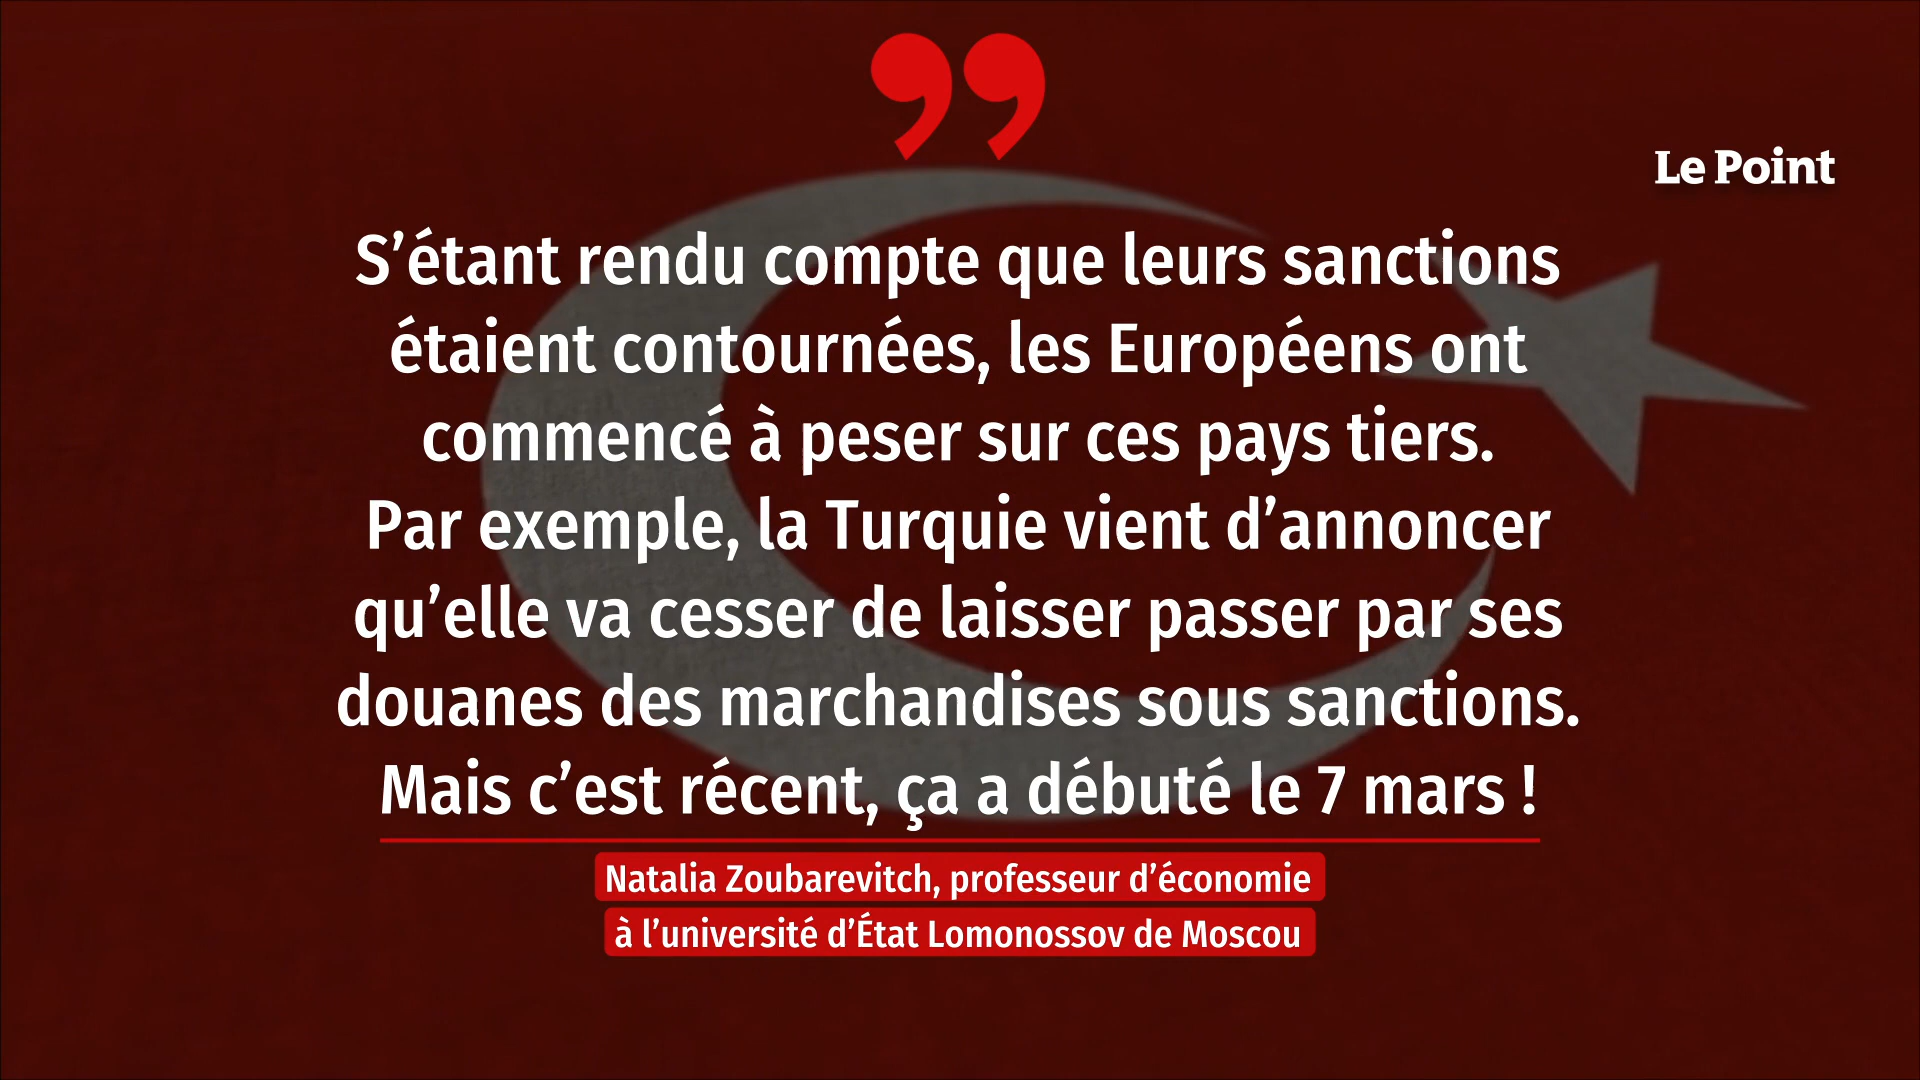 Le Point
S’étant rendu compte que leurs sanctions
étaient contournées, les Européens ont
commencé à peser sur ces pays tiers.
Par exemple, la Turquie vient d’annoncer
qu’elle va cesser de laisser passer par ses
douanes des marchandises sous sanctions.
Mais c’est récent, ça a débuté le 7 mars !
Natalia Zoubarevitch, professeur d’économie
à l’université d’État Lomonossov de Moscou